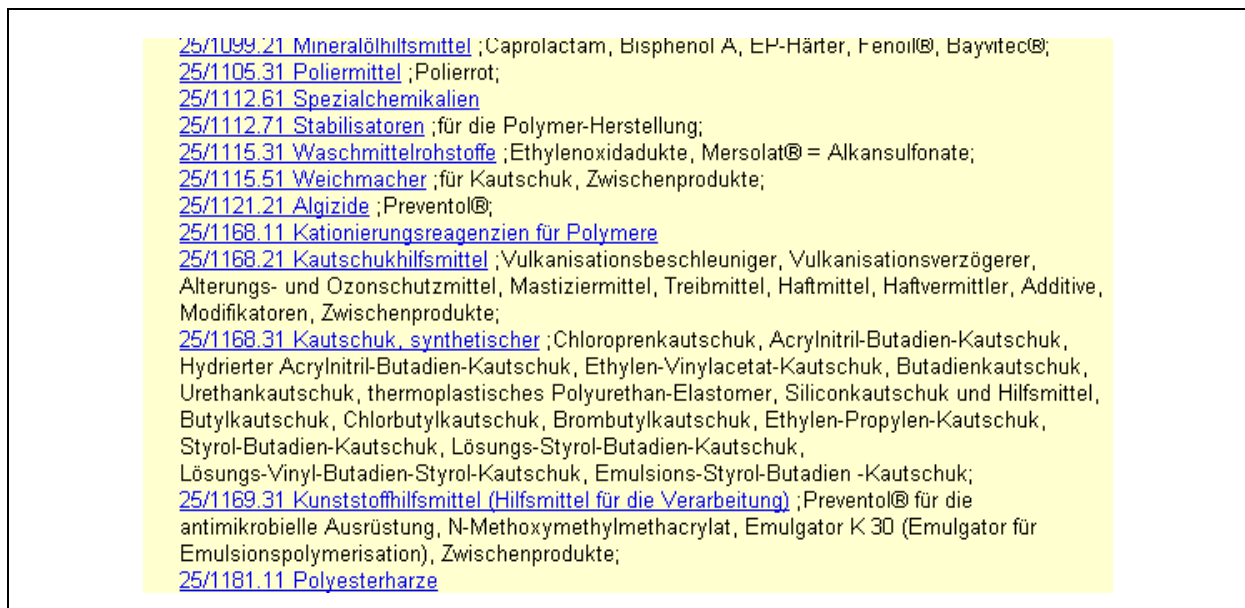 25/1099.21 Mineralölhilfsmittel ;Caprolactam, Bisphenol A, EP-Härter, Fenoil®, Bayvitec®;
25/1105.31 Poliermittel ;Polierrot;
25/1112.61 Spezialchemikalien
25/1112.71 Stabilisatoren ;für die Polymer-Herstellung;
25/1115.31 Waschmittelrohstoffe ;Ethylenoxidadukte, Mersolat® = Alkansulfonate;
25/1115.51 Weichmacher ;für Kautschuk, Zwischenprodukte;
25/1121.21 Algizide ;Preventol®;
25/1168.11 Kationierungsreagenzien für Polymere
25/1168.21 Kautschukhilfsmittel ;Vulkanisationsbeschleuniger, Vulkanisationsverzögerer,
Alterungs- und Ozonschutzmittel, Mastiziermittel, Treibmittel, Haftmittel, Haftvermittler, Additive,
Modifikatoren, Zwischenprodukte;
25/1168.31 Kautschuk, synthetischer ;Chloroprenkautschuk, Acrylnitril-Butadien-Kautschuk,
Hydrierter Acrylnitril-Butadien-Kautschuk, Ethylen-Vinylacetat-Kautschuk, Butadienkautschuk,
Urethankautschuk, thermoplastisches Polyurethan-Elastomer, Siliconkautschuk und Hilfsmittel,
Butylkautschuk, Chlorbutylkautschuk, Brombutylkautschuk, Ethylen-Propylen-Kautschuk,
Styrol-Butadien-Kautschuk, Lösungs-Styrol-Butadien-Kautschuk,
Lösungs-Vinyl-Butadien-Styrol-Kautschuk, Emulsions-Styrol-Butadien -Kautschuk;
25/1169.31 Kunststoffhilfsmittel (Hilfsmittel für die Verarbeitung) ;Preventol® für die
antimikrobielle Ausrüstung, N-Methoxymethylmethacrylat, Emulgator K 30 (Emulgator für
Emulsionspolymerisation), Zwischenprodukte;
25/1181.11 Polyesterharze